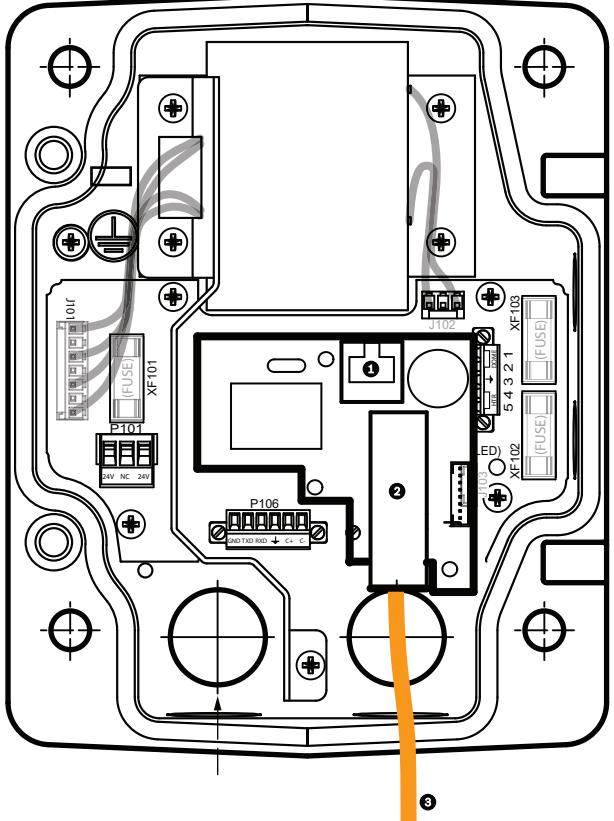 J101
(FUSE)
XF101
P101
24V NC 24V
J102
XF103
(FUSE)
DOME
HTR
5 4 3 2 1
LED)
XF102
(FUSE)
J103
P106
GND TXD RXD C+ C-
1
2
3